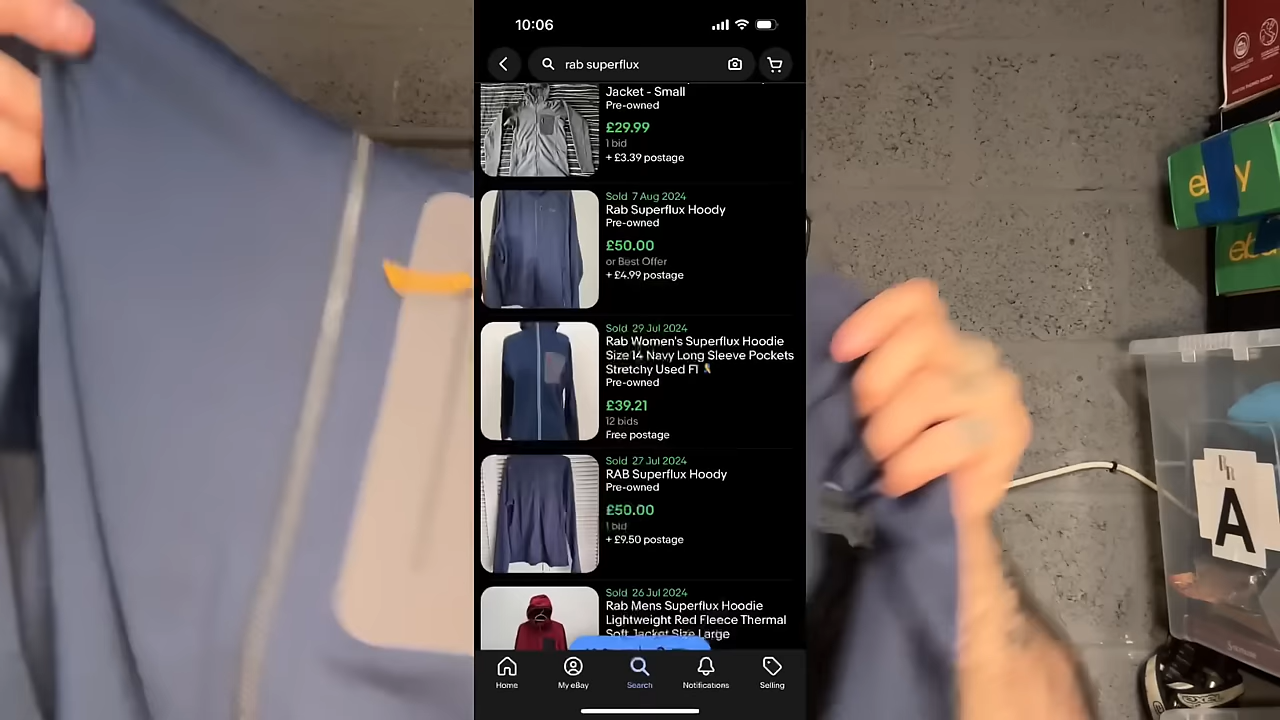 10:06
rab superflux
Jacket - Small
Pre-owned
£29.99
1 bid
+ £3.39 postage
Sold 7 Aug 2024
Rab Superflux Hoody
Pre-owned
£50.00
or Best Offer
+ £4.99 postage
Sold 29 Jul 2024
Rab Women's Superflux Hoodie
Size 14 Navy Long Sleeve Pockets
Stretchy Used F1
Pre-owned
£39.21
12 bids
Free postage
Sold 27 Jul 2024
RAB Superflux Hoody
Pre-owned
£50.00
1 bid
+ £9.50 postage
Sold 26 Jul 2024
Rab Mens Superflux Hoodie
Lightweight Red Fleece Thermal
Soft Jacket Size Large
Home
My eBay
Search
Notifications
Selling
ebay
A